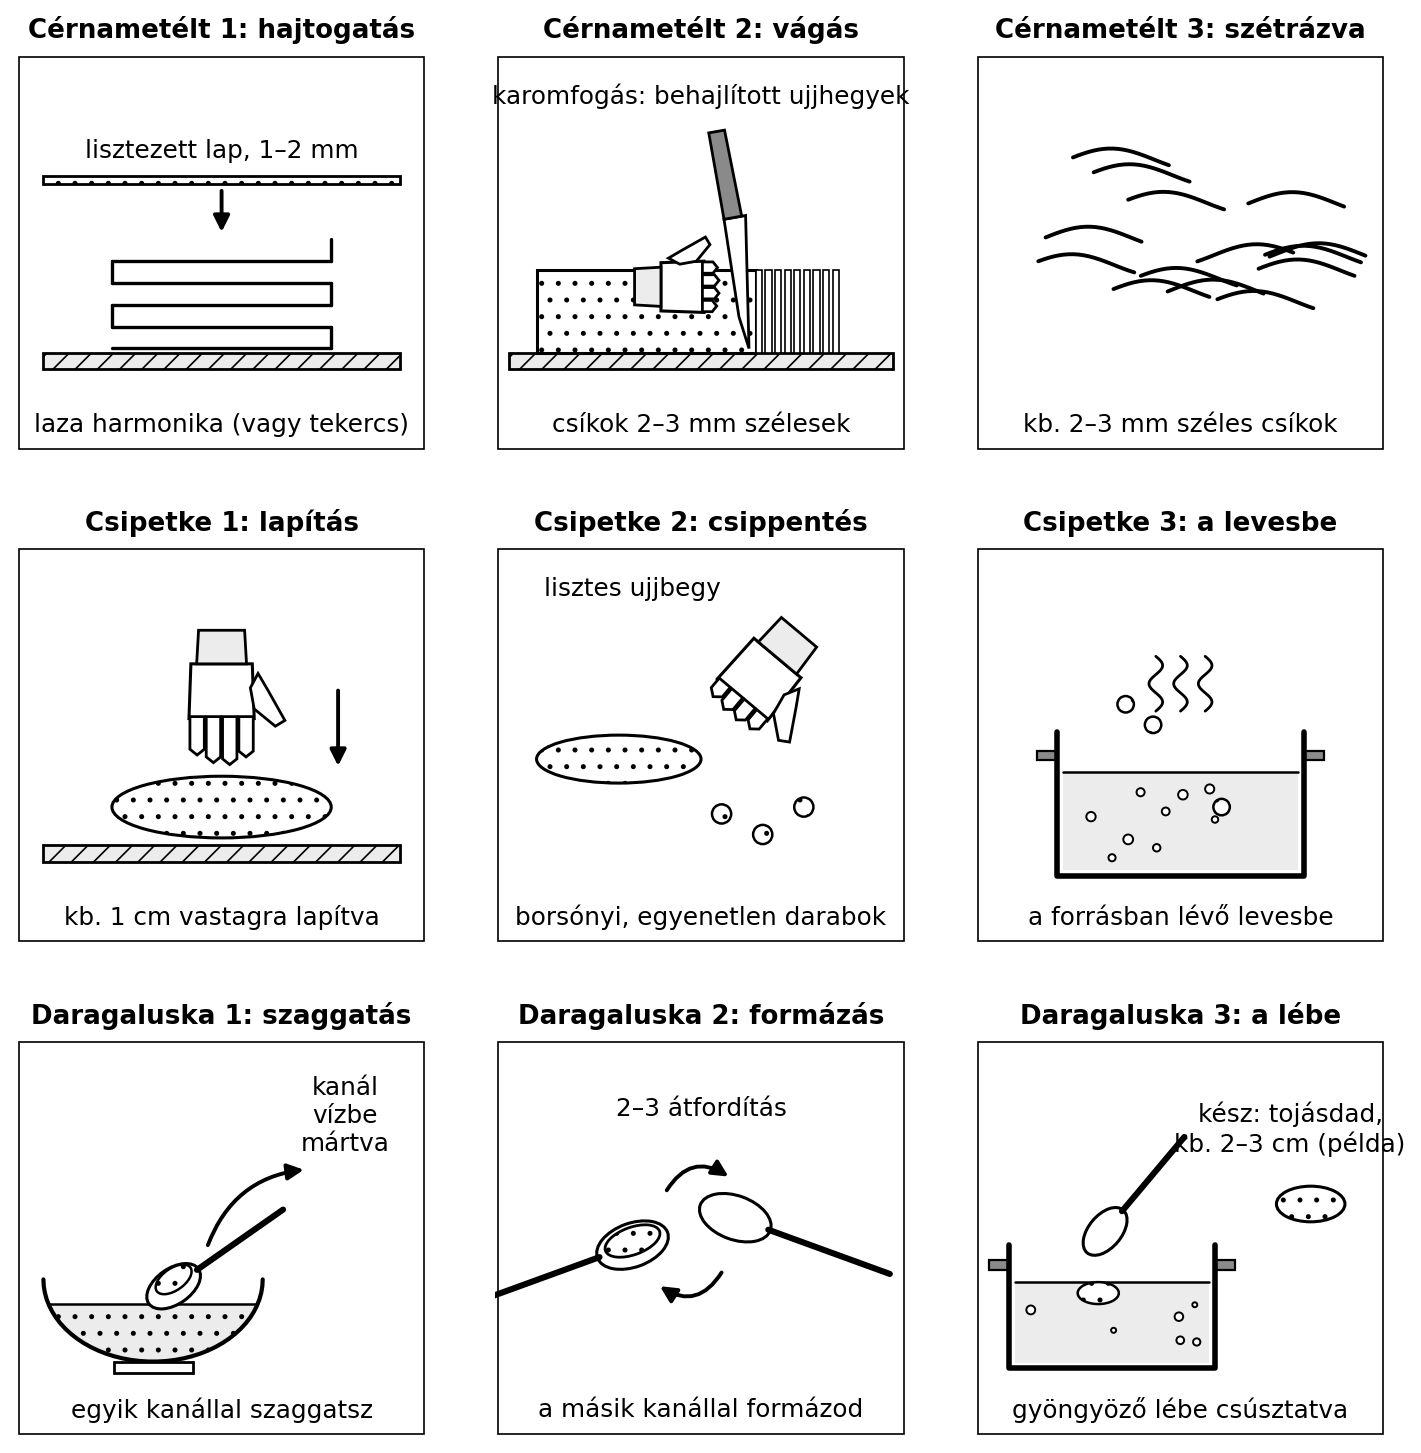 Cérnametélt 1: hajtogatás
lisztezett lap, 1–2 mm
laza harmonika (vagy tekercs)
Cérnametélt 2: vágás
karomfogás: behajlított ujjhegyek
csíkok 2–3 mm szélesek
Cérnametélt 3: szétrázva
kb. 2–3 mm széles csíkok
Csipetke 1: lapítás
kb. 1 cm vastagra lapítva
Csipetke 2: csippentés
lisztes ujjbegy
borsónyi, egyenetlen darabok
Csipetke 3: a levesbe
a forrásban lévő levesbe
Daragaluska 1: szaggatás
kanál
vízbe
mártva
egyik kanállal szaggatsz
Daragaluska 2: formázás
2–3 átfordítás
a másik kanállal formázod
Daragaluska 3: a lébe
kész: tojásdad,
kb. 2–3 cm (példa)
gyöngyöző lébe csúsztatva